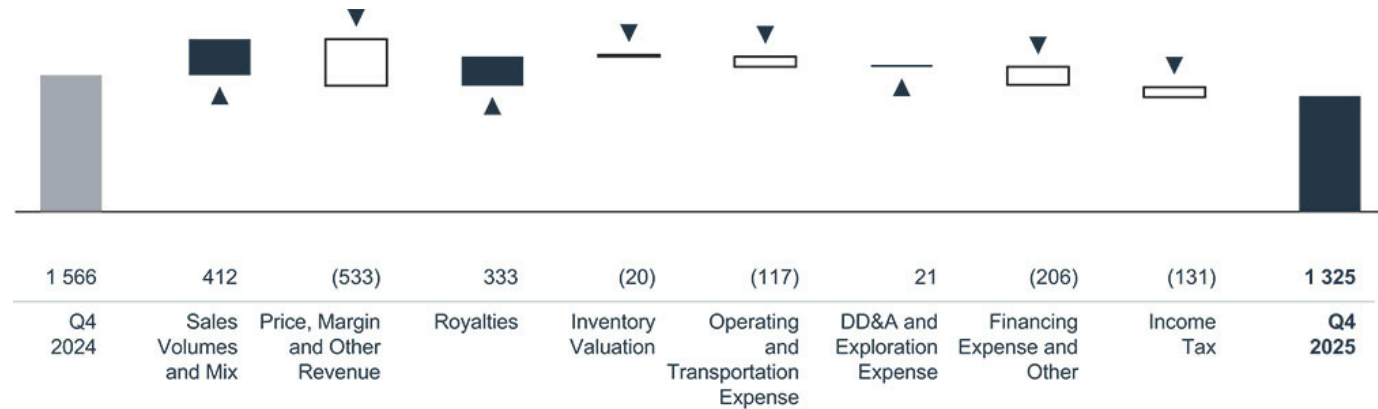 1 566 412 (533) 333 (20) (117) 21 (206) (131) 1 325
Q4
2024
Sales
Volumes
and Mix
Price, Margin
and Other
Revenue
Royalties
Inventory
Valuation
Operating
and
Transportation
Expense
DD&A and
Exploration
Expense
Financing
Expense and
Other
Income
Tax
Q4
2025